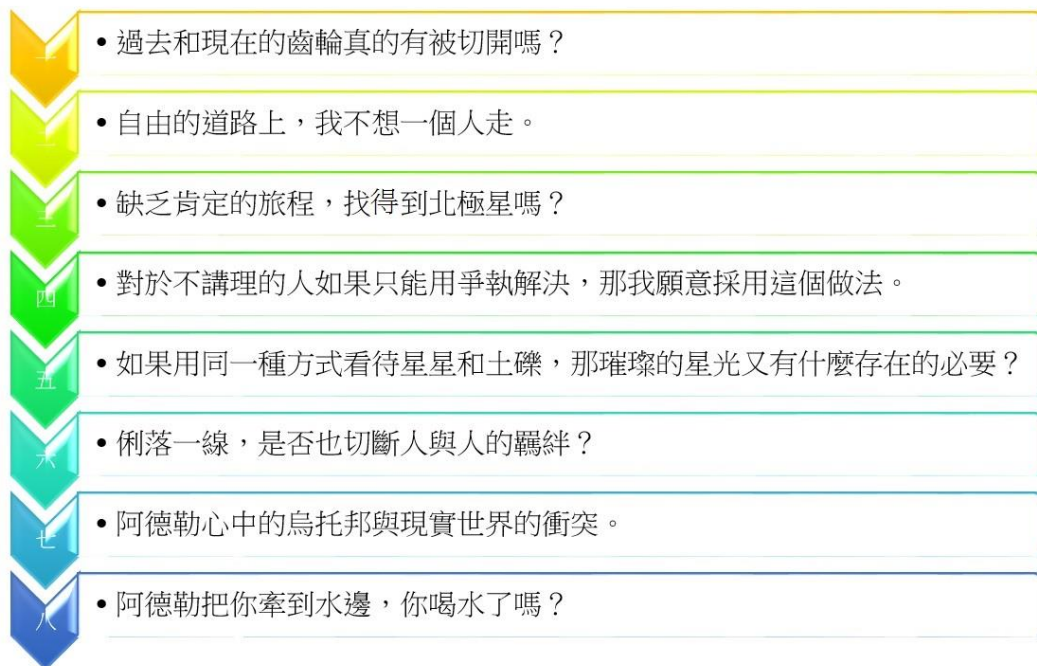 一 • 過去和現在的齒輪真的有被切開嗎？
二 • 自由的道路上，我不想一個人走。
三 • 缺乏肯定的旅程，找得到北極星嗎？
四 • 對於不講理的人如果只能用爭執解決，那我願意採用這個做法。
五 • 如果用同一種方式看待星星和土礫，那璀璨的星光又有什麼存在的必要？
六 • 俐落一線，是否也切斷人與人的羈絆？
七 • 阿德勒心中的烏托邦與現實世界的衝突。
八 • 阿德勒把你牽到水邊，你喝水了嗎？